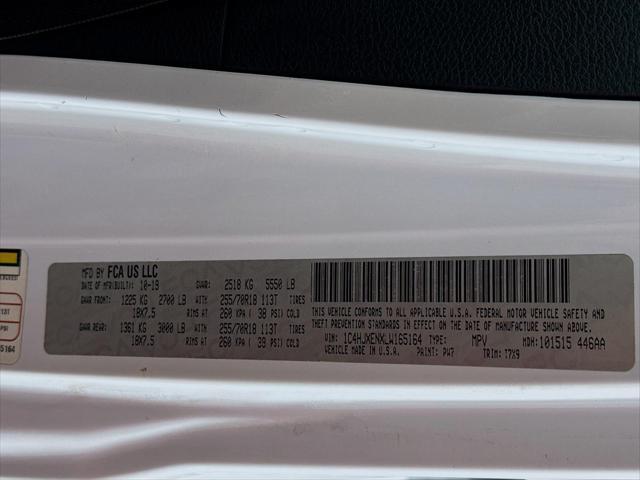 MFD BY FCA US LLC
DATE OF MFR(BUILT): 10-19 GVWR: 2518 KG 5550 LB
GAWR FRONT: 1225 KG 2700 LB WITH 255/70R18 113T TIRES
18X7.5 RIMS AT 260 KPA ( 38 PSI) COLD
GAWR REAR: 1361 KG 3000 LB WITH 255/70R18 113T TIRES
18X7.5 RIMS AT 260 KPA ( 38 PSI) COLD
THIS VEHICLE CONFORMS TO ALL APPLICABLE U.S.A. FEDERAL MOTOR VEHICLE SAFETY AND
THEFT PREVENTION STANDARDS IN EFFECT ON THE DATE OF MANUFACTURE SHOWN ABOVE.
VIN: 1C4HJXENXLW165164 TYPE: MPV MDH: 101515 446AA
VEHICLE MADE IN U.S.A. PAINT: PW7 TRIM: I7X9
13T
PSI
5164